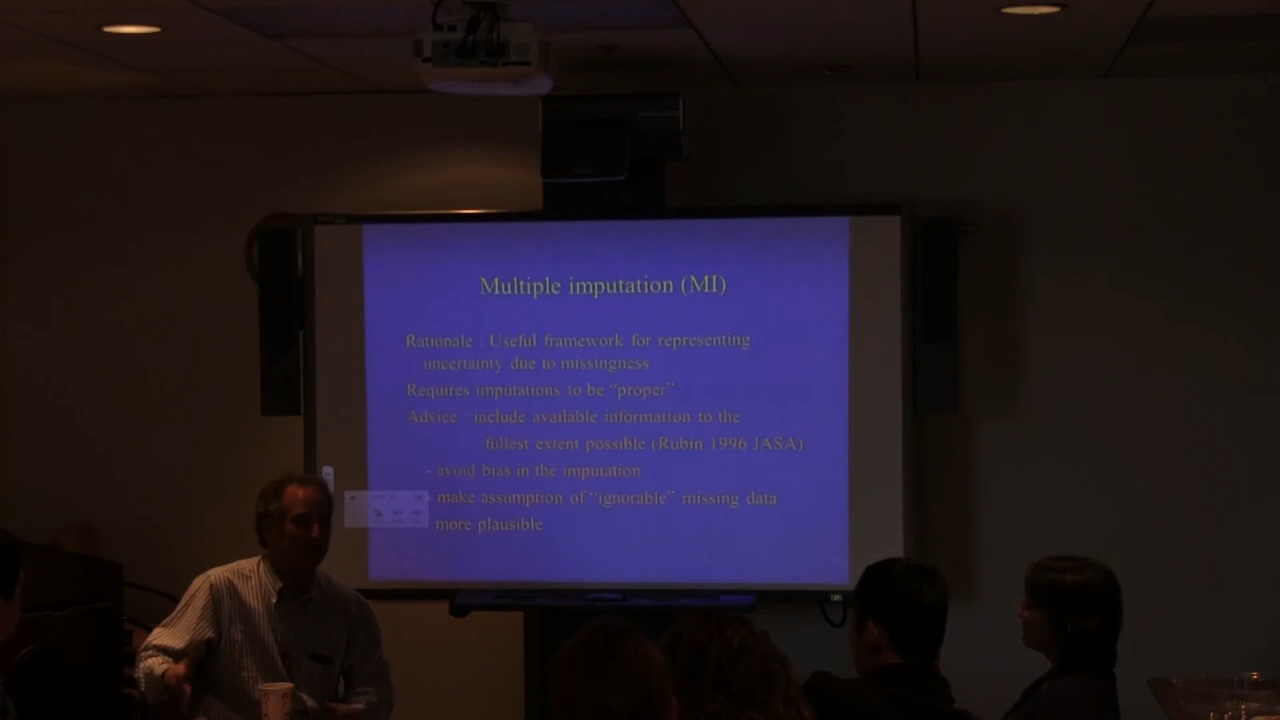 Multiple imputation (MI)
Rationale : Useful framework for representing
uncertainty due to missingness
Requires imputations to be “proper”
Advice : include available information to the
fullest extent possible (Rubin 1996 JASA)
- avoid bias in the imputation
- make assumption of “ignorable” missing data
more plausible